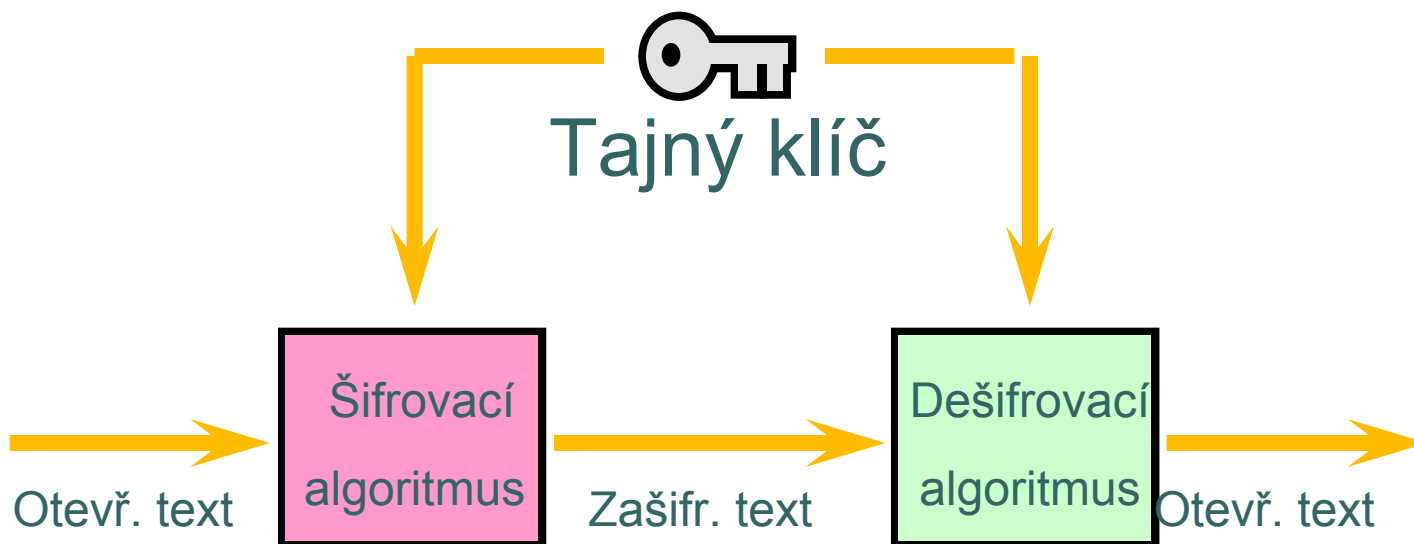 Tajný klíč
Šifrovací
algoritmus
Dešifrovací
algoritmus
Otevř. text
Zašifr. text
Otevř. text